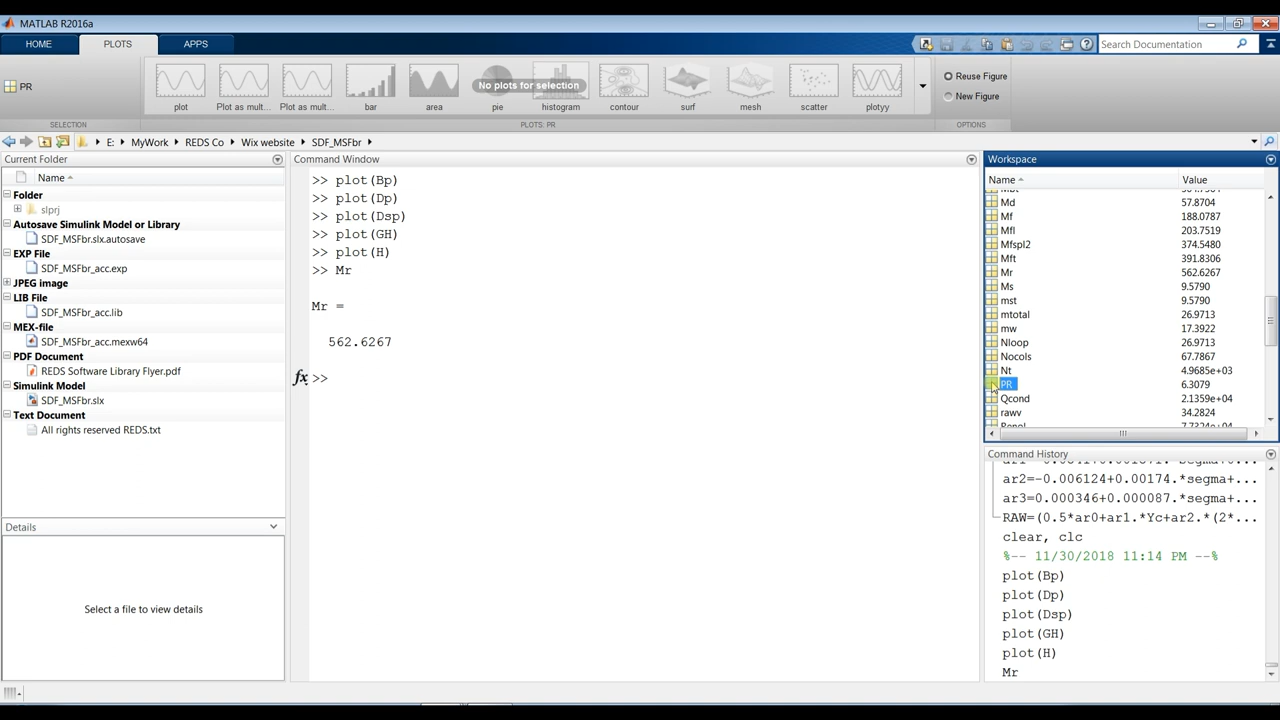 MATLAB R2016a
HOME PLOTS APPS
Search Documentation
PR
plot Plot as mult... Plot as mult... bar area pie histogram contour surf mesh scatter plotyy
No plots for selection
Reuse Figure
New Figure
SELECTION PLOTS: PR OPTIONS
E: MyWork REDS Co Wix website SDF_MSFbr
Current Folder
Name
Folder
slprj
Autosave Simulink Model or Library
SDF_MSFbr.slx.autosave
EXP File
SDF_MSFbr_acc.exp
JPEG image
LIB File
SDF_MSFbr_acc.lib
MEX-file
SDF_MSFbr_acc.mexw64
PDF Document
REDS Software Library Flyer.pdf
Simulink Model
SDF_MSFbr.slx
Text Document
All rights reserved REDS.txt
Details
Select a file to view details
Command Window
>> plot(Bp)
>> plot(Dp)
>> plot(Dsp)
>> plot(GH)
>> plot(H)
>> Mr
Mr =
562.6267
fx >>
Workspace
Name Value
Md 57.8704
Mf 188.0787
Mfl 203.7519
Mfspl2 374.5480
Mft 391.8306
Mr 562.6267
Ms 9.5790
mst 9.5790
mtotal 26.9713
mw 17.3922
Nloop 26.9713
Nocols 67.7867
Nt 4.9685e+03
PR 6.3079
Qcond 2.1359e+04
rawv 34.2824
Command History
ar2=-0.006124+0.00174.*segma+...
ar3=0.000346+0.000087.*segma+...
RAW=(0.5*ar0+ar1.*Yc+ar2.*(2*...
clear, clc
%-- 11/30/2018 11:14 PM --%
plot(Bp)
plot(Dp)
plot(Dsp)
plot(GH)
plot(H)
Mr